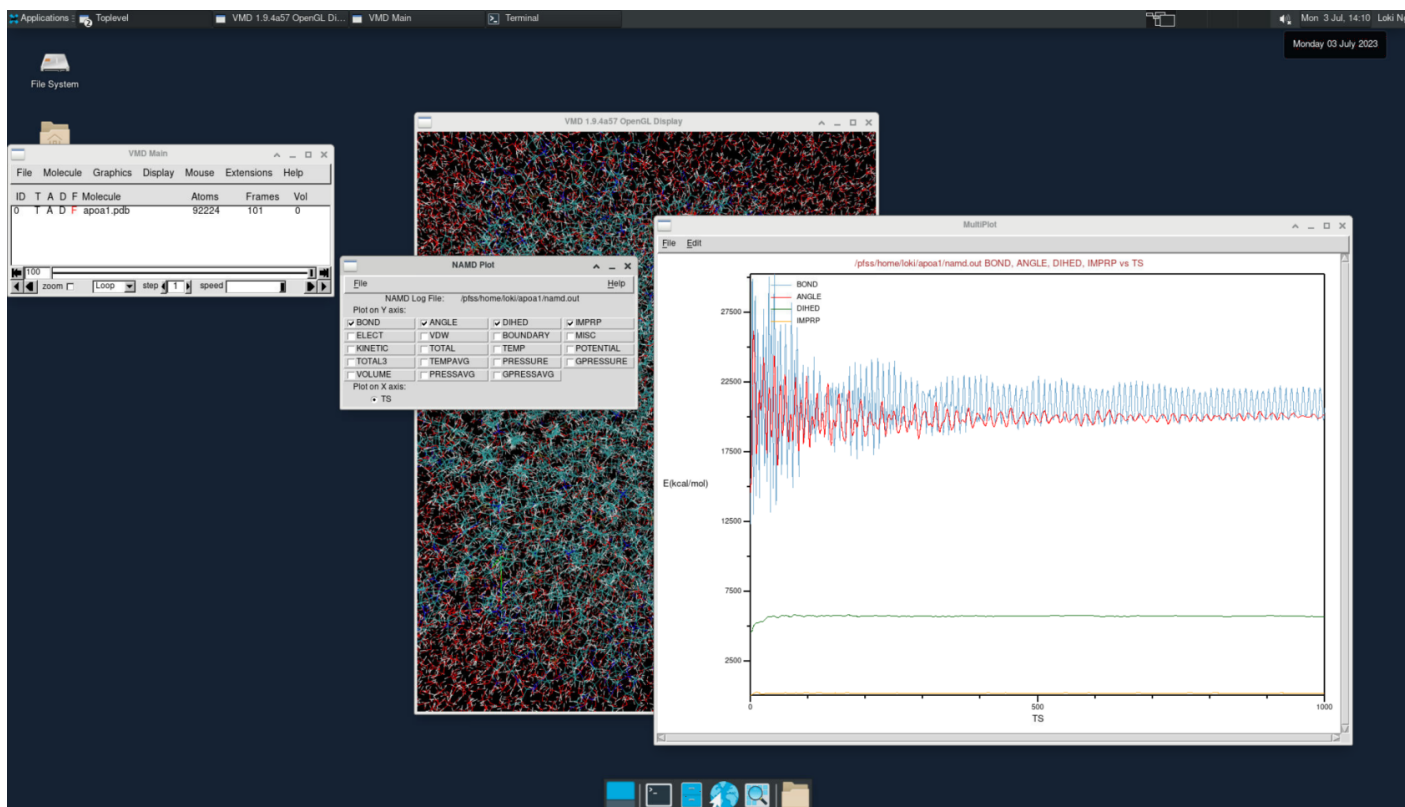 Applications Toplevel VMD 1.9.4a57 OpenGL Di... VMD Main Terminal Mon 3 Jul, 14:10
Monday 03 July 2023
File System
VMD 1.9.4a57 OpenGL Display
VMD Main
File Molecule Graphics Display Mouse Extensions Help
ID T A D F Molecule Atoms Frames Vol
0 T A D F apoa1.pdb 92224 101 0
100
zoom Loop step 1 speed
NAMD Plot
File Help
NAMD Log File: /pfss/home/loki/apoa1/namd.out
Plot on Y axis:
BOND ANGLE DIHED IMPRP
ELECT VDW BOUNDARY MISC
KINETIC TOTAL TEMP POTENTIAL
TOTAL3 TEMPAVG PRESSURE GPRESSURE
VOLUME PRESSAVG GPRESSAVG
Plot on X axis:
TS
MultiPlot
File Edit
/pfss/home/loki/apoa1/namd.out BOND, ANGLE, DIHED, IMPRP vs TS
BOND
ANGLE
DIHED
IMPRP
27500
22500
17500
E(kcal/mol)
12500
7500
2500
0 500 1000
TS